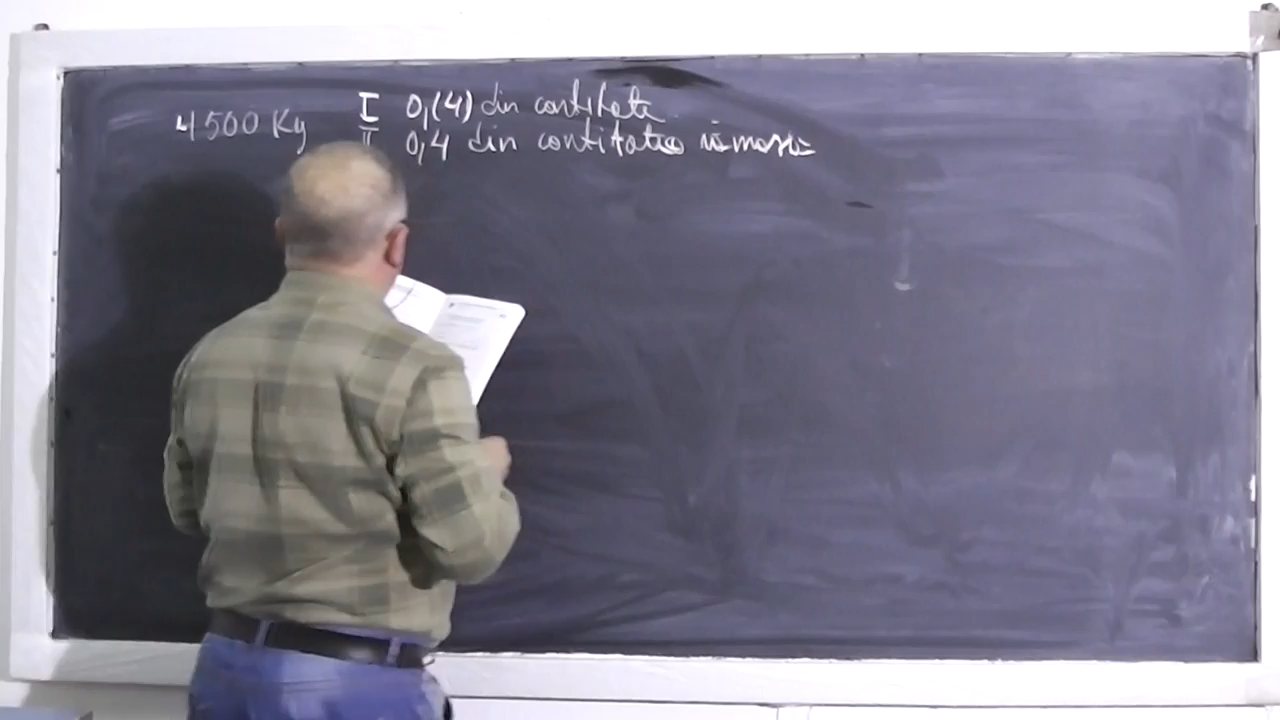 4500 Kg
I 0,(4) din cantitate
II 0,4 din cantitatea rămasă